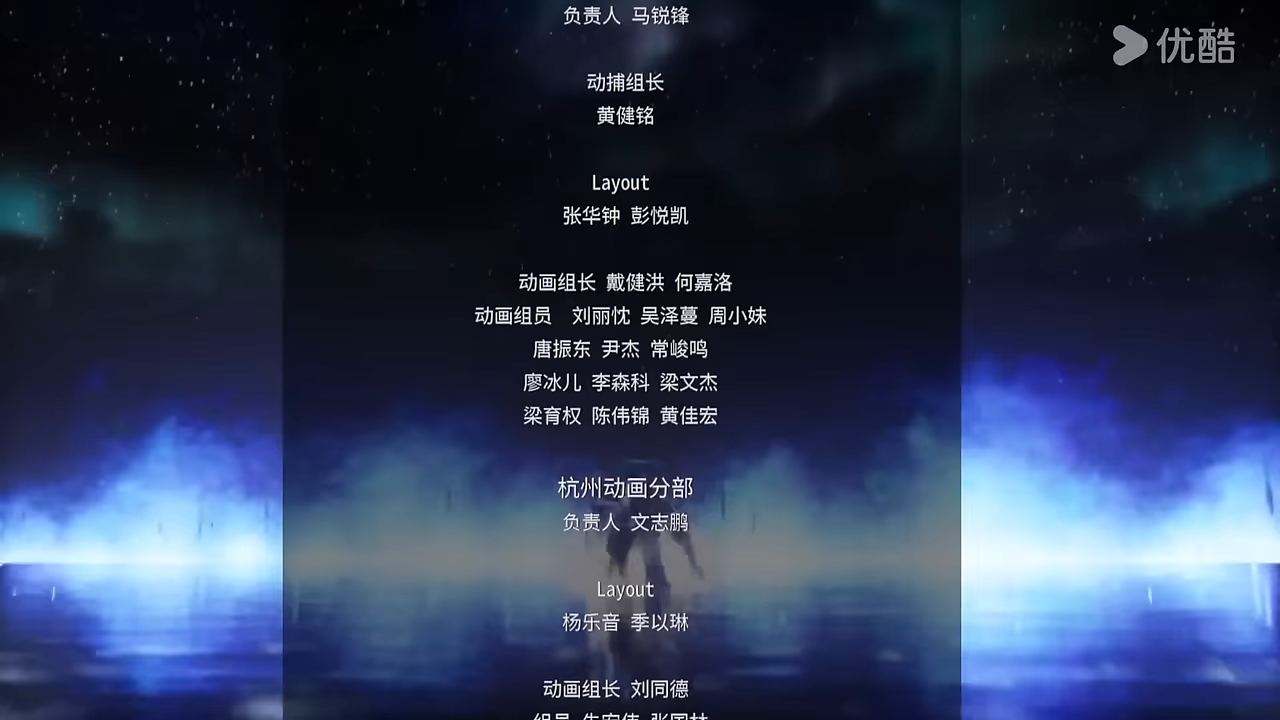 负责人 马锐锋
优酷
动捕组长
黄健铭
Layout
张华钟 彭悦凯
动画组长 戴健洪 何嘉洛
动画组员 刘丽忱 吴泽蔓 周小妹
唐振东 尹杰 常峻鸣
廖冰儿 李森科 梁文杰
梁育权 陈伟锦 黄佳宏
杭州动画分部
负责人 文志鹏
Layout
杨乐音 季以琳
动画组长 刘同德
组员